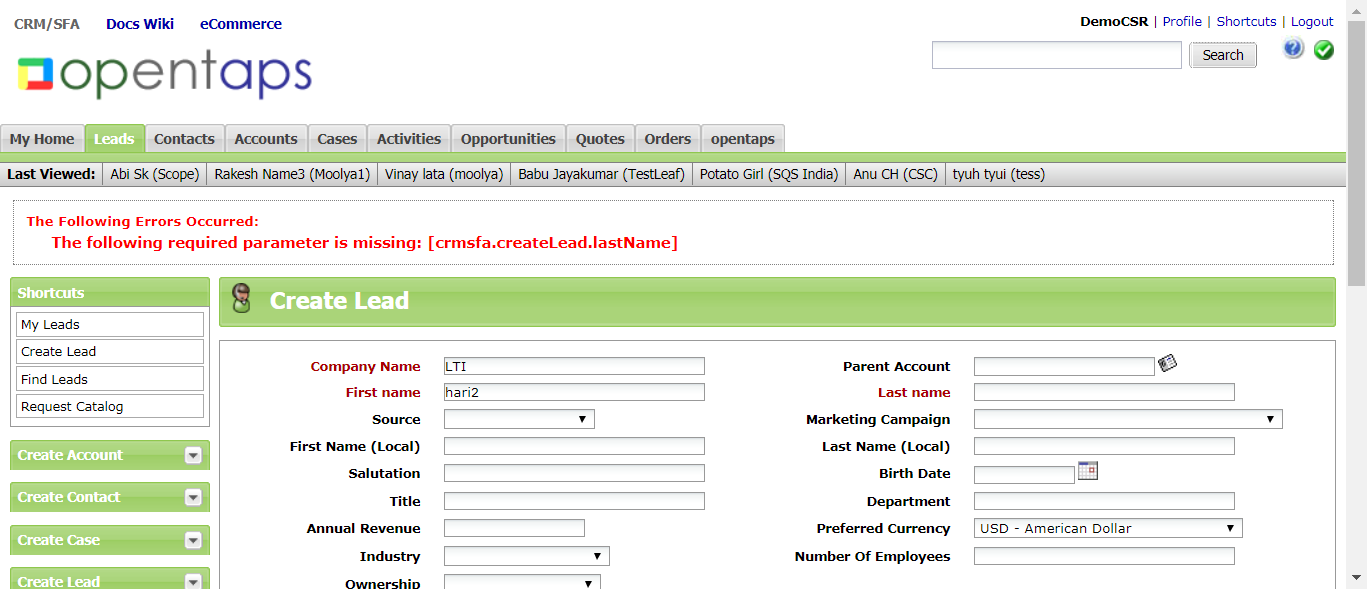 CRM/SFA Docs Wiki eCommerce
DemoCSR | Profile | Shortcuts | Logout
opentaps
Search
My Home Leads Contacts Accounts Cases Activities Opportunities Quotes Orders opentaps
Last Viewed: Abi Sk (Scope) Rakesh Name3 (Moolya1) Vinay lata (moolya) Babu Jayakumar (TestLeaf) Potato Girl (SQS India) Anu CH (CSC) tyuh tyui (tess)
The Following Errors Occurred:
The following required parameter is missing: [crmsfa.createLead.lastName]
Shortcuts
My Leads
Create Lead
Find Leads
Request Catalog
Create Account
Create Contact
Create Case
Create Lead
Create Lead
Company Name LTI Parent Account
First name hari2 Last name
Source Marketing Campaign
First Name (Local) Last Name (Local)
Salutation Birth Date
Title Department
Annual Revenue Preferred Currency USD - American Dollar
Industry Number Of Employees
Ownership